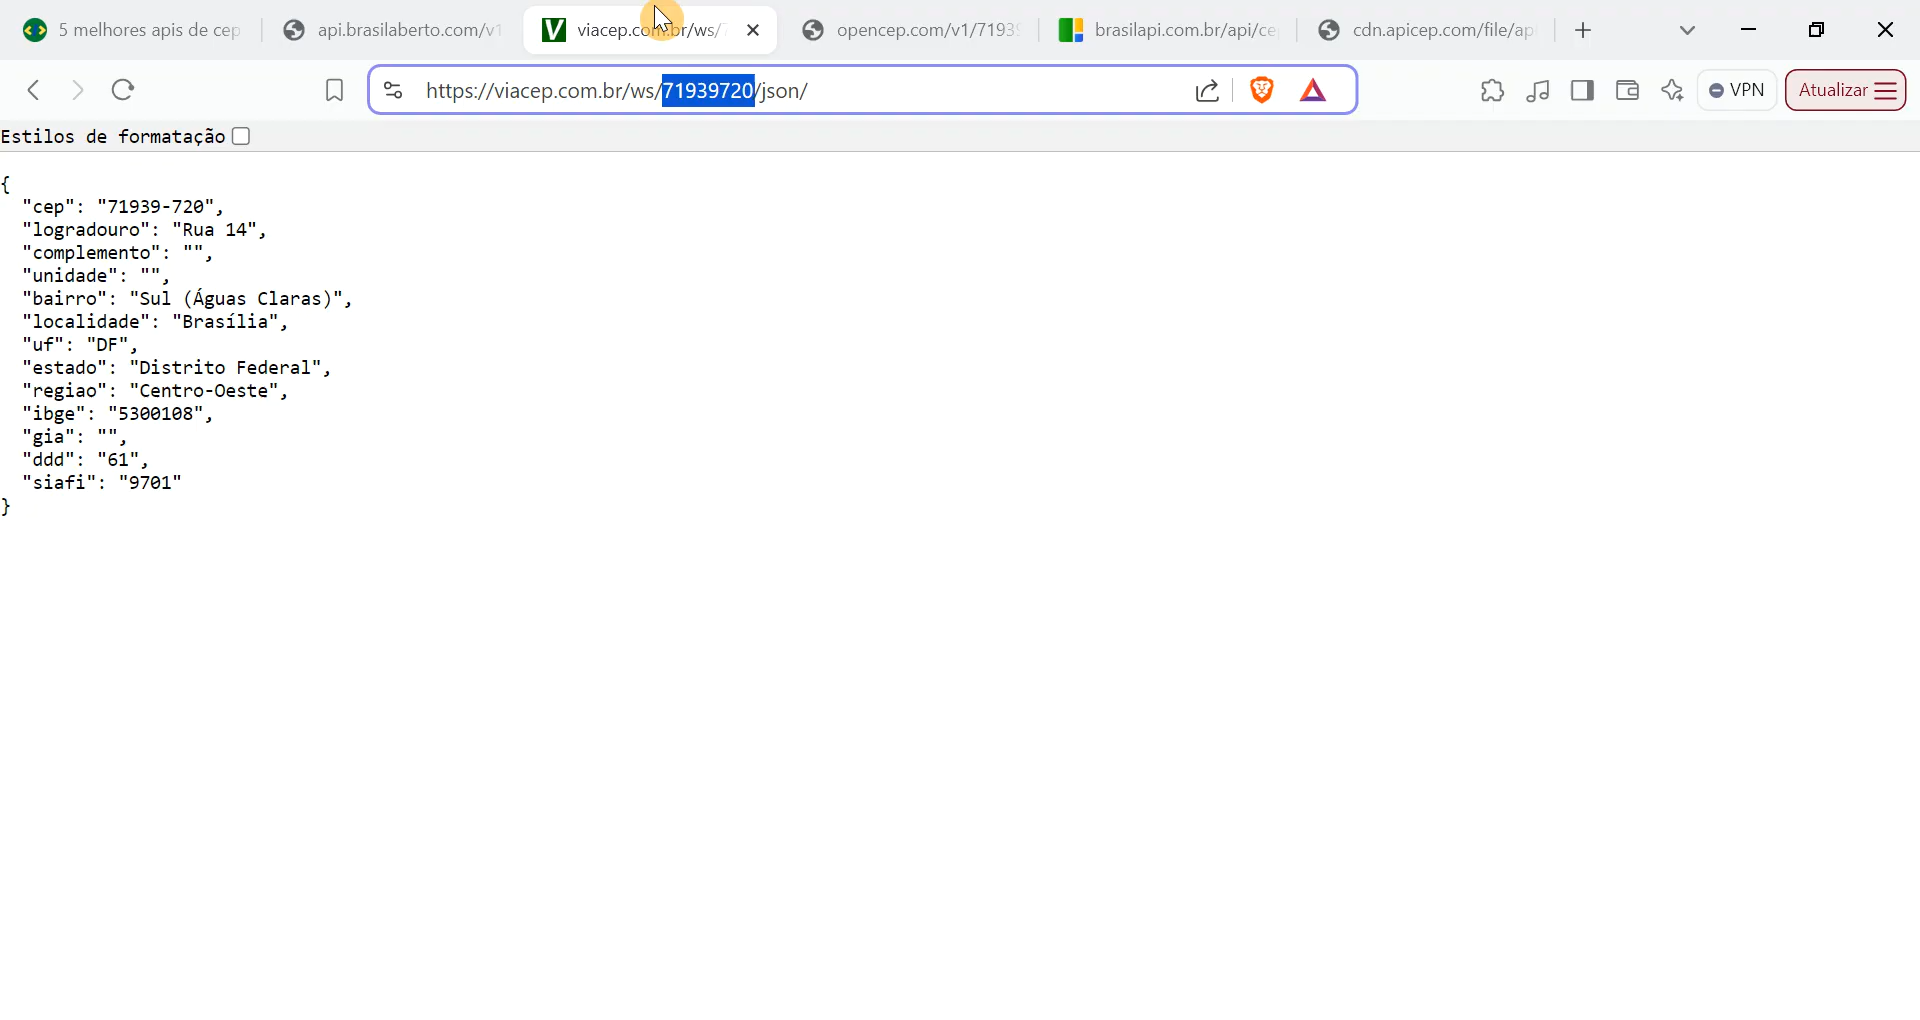 5 melhores apis de cep
api.brasilaberto.com/v1
viacep.com.br/ws/7
opencep.com/v1/7193
brasilapi.com.br/api/ce
cdn.apicep.com/file/ap
https://viacep.com.br/ws/71939720/json/
VPN
Atualizar
Estilos de formatação
{
"cep": "71939-720",
"logradouro": "Rua 14",
"complemento": "",
"unidade": "",
"bairro": "Sul (Águas Claras)",
"localidade": "Brasília",
"uf": "DF",
"estado": "Distrito Federal",
"regiao": "Centro-Oeste",
"ibge": "5300108",
"gia": "",
"ddd": "61",
"siafi": "9701"
}